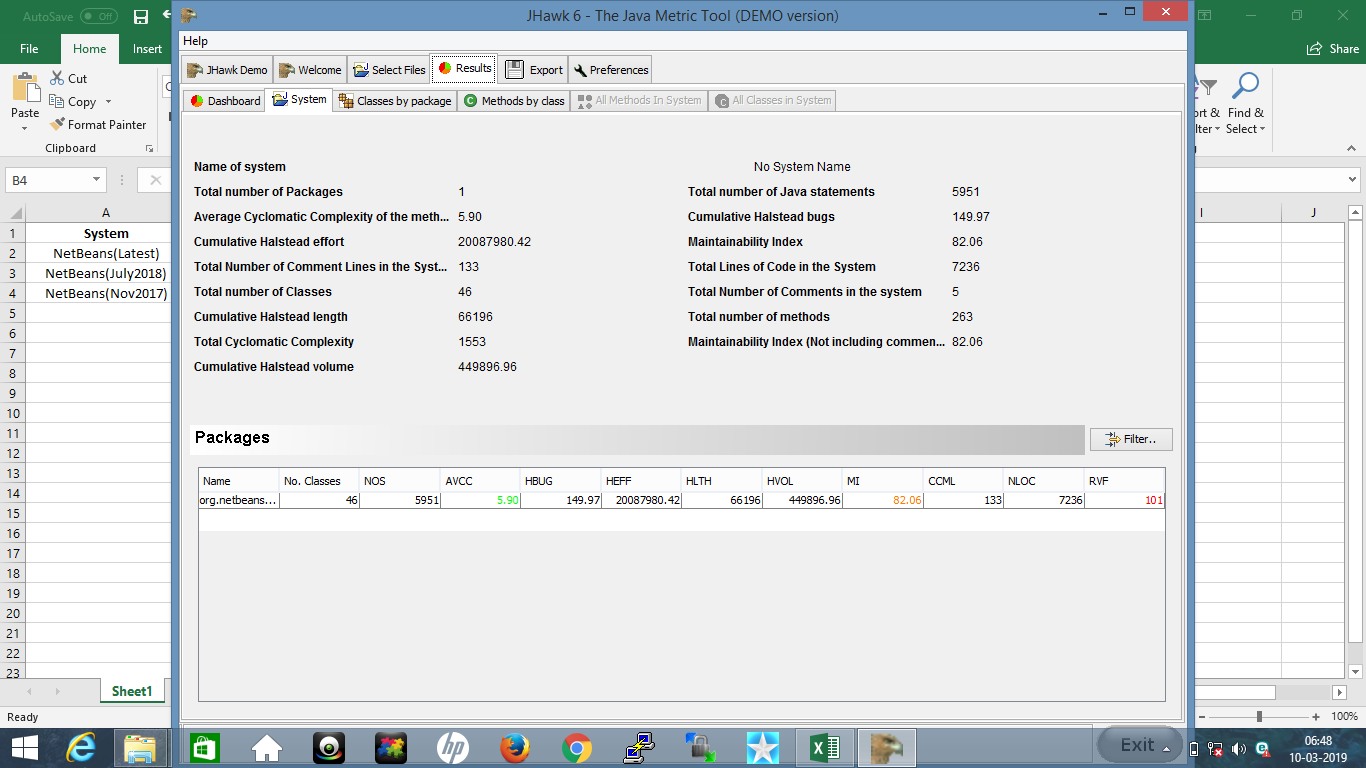 AutoSave Off
JHawk 6 - The Java Metric Tool (DEMO version)
File Home Insert
Share
Help
Cut
Copy
Paste
Format Painter
Clipboard
JHawk Demo Welcome Select Files Results Export Preferences
Dashboard System Classes by package Methods by class All Methods In System All Classes in System
Find &
Select
B4
A I J
1 System
2 NetBeans(Latest)
3 NetBeans(July2018)
4 NetBeans(Nov2017)
5
6
7
8
9
10
11
12
13
14
15
16
17
18
19
20
21
22
23
Name of system No System Name
Total number of Packages 1 Total number of Java statements 5951
Average Cyclomatic Complexity of the meth... 5.90 Cumulative Halstead bugs 149.97
Cumulative Halstead effort 20087980.42 Maintainability Index 82.06
Total Number of Comment Lines in the Syst... 133 Total Lines of Code in the System 7236
Total number of Classes 46 Total Number of Comments in the system 5
Cumulative Halstead length 66196 Total number of methods 263
Total Cyclomatic Complexity 1553 Maintainability Index (Not including commen... 82.06
Cumulative Halstead volume 449896.96
Packages Filter..
Name No. Classes NOS AVCC HBUG HEFF HLTH HVOL MI CCML NLOC RVF
org.netbeans... 46 5951 5.90 149.97 20087980.42 66196 449896.96 82.06 133 7236 101
Sheet1
Ready
100%
Exit
06:48
10-03-2019